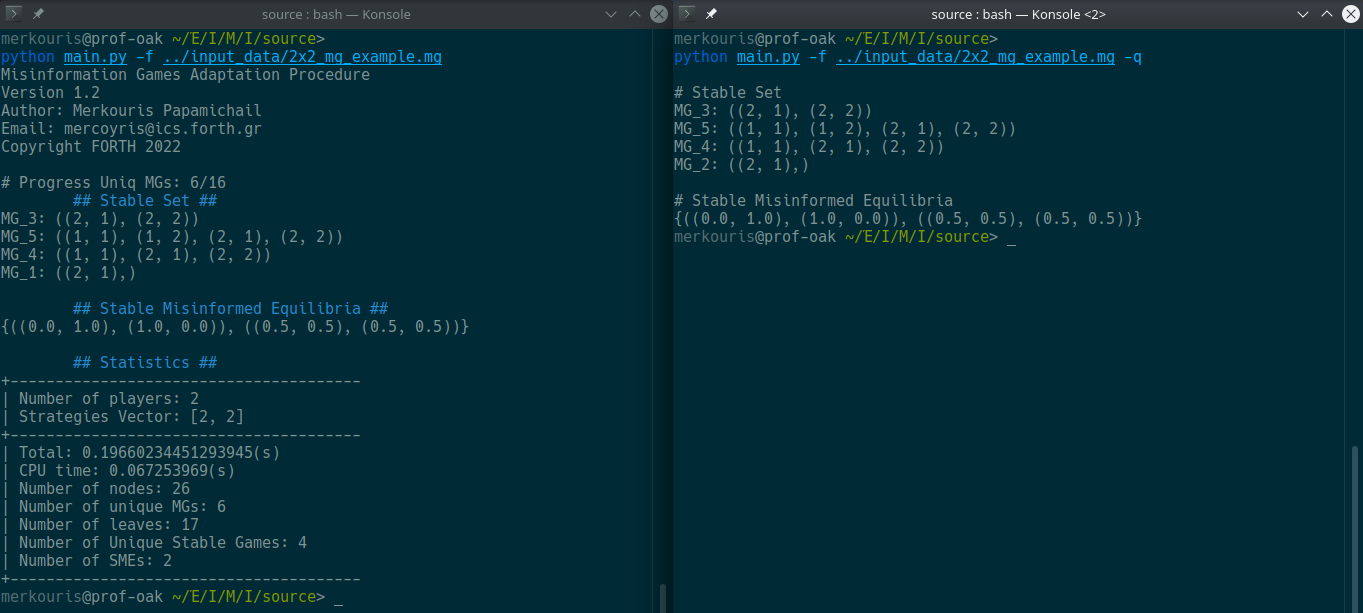 source : bash — Konsole
merkouris@prof-oak ~/E/I/M/I/source>
python main.py -f ../input_data/2x2_mg_example.mg
Misinformation Games Adaptation Procedure
Version 1.2
Author: Merkouris Papamichail
Email: mercoyris@ics.forth.gr
Copyright FORTH 2022
# Progress Uniq MGs: 6/16
## Stable Set ##
MG_3: ((2, 1), (2, 2))
MG_5: ((1, 1), (1, 2), (2, 1), (2, 2))
MG_4: ((1, 1), (2, 1), (2, 2))
MG_1: ((2, 1),)
## Stable Misinformed Equilibria ##
{((0.0, 1.0), (1.0, 0.0)), ((0.5, 0.5), (0.5, 0.5))}
## Statistics ##
+---------------------------------------
| Number of players: 2
| Strategies Vector: [2, 2]
+---------------------------------------
| Total: 0.19660234451293945(s)
| CPU time: 0.067253969(s)
| Number of nodes: 26
| Number of unique MGs: 6
| Number of leaves: 17
| Number of Unique Stable Games: 4
| Number of SMEs: 2
+---------------------------------------
merkouris@prof-oak ~/E/I/M/I/source> _
source : bash — Konsole <2>
merkouris@prof-oak ~/E/I/M/I/source>
python main.py -f ../input_data/2x2_mg_example.mg -q
# Stable Set
MG_3: ((2, 1), (2, 2))
MG_5: ((1, 1), (1, 2), (2, 1), (2, 2))
MG_4: ((1, 1), (2, 1), (2, 2))
MG_2: ((2, 1),)
# Stable Misinformed Equilibria
{((0.0, 1.0), (1.0, 0.0)), ((0.5, 0.5), (0.5, 0.5))}
merkouris@prof-oak ~/E/I/M/I/source> _